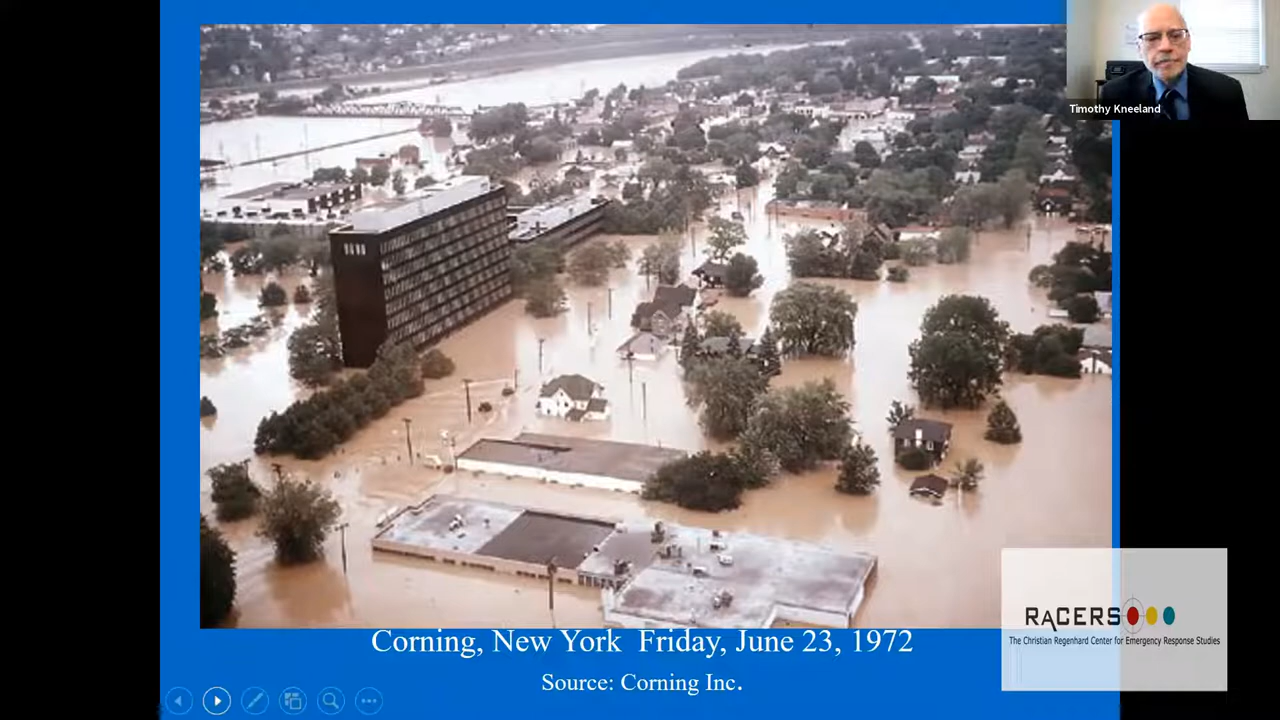 Timothy Kneeland
Corning, New York Friday, June 23, 1972
Source: Corning Inc.
RACERS
The Christian Regenhard Center for Emergency Response Studies